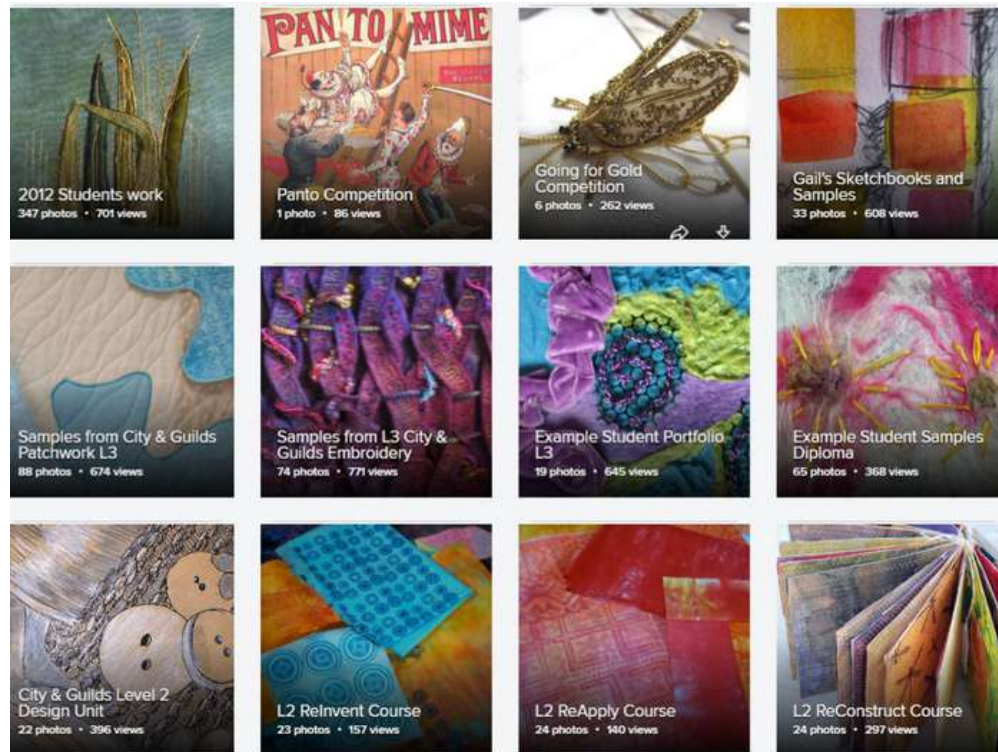 PANTOMIME
2012 Students work
347 photos • 701 views
Panto Competition
1 photo • 86 views
Going for Gold
Competition
6 photos • 262 views
Gail's Sketchbooks and
Samples
33 photos • 608 views
Samples from City & Guilds
Patchwork L3
88 photos • 674 views
Samples from L3 City &
Guilds Embroidery
74 photos • 771 views
Example Student Portfolio
L3
19 photos • 645 views
Example Student Samples
Diploma
65 photos • 368 views
City & Guilds Level 2
Design Unit
22 photos • 396 views
L2 ReInvent Course
23 photos • 157 views
L2 ReApply Course
24 photos • 140 views
L2 ReConstruct Course
24 photos • 297 views